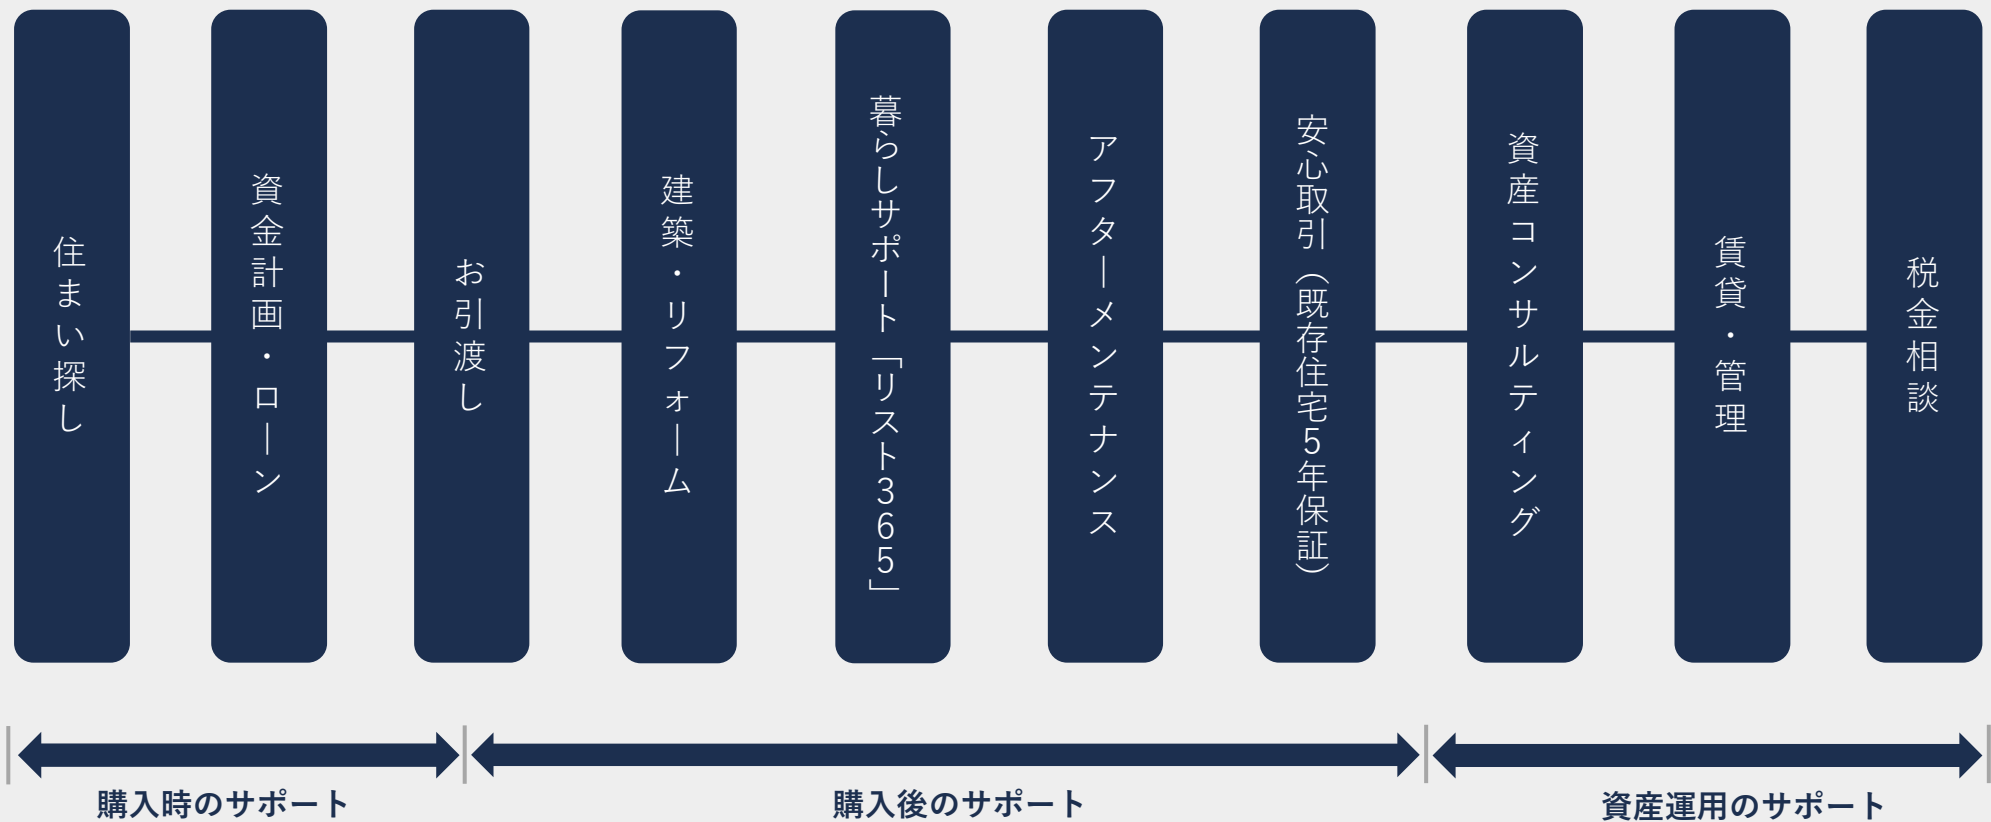 住まい探し
資金計画・ローン
お引渡し
建築・リフォーム
暮らしサポート「リスト365」
アフターメンテナンス
安心取引（既存住宅5年保証）
資産コンサルティング
賃貸・管理
税金相談
購入時のサポート
購入後のサポート
資産運用のサポート